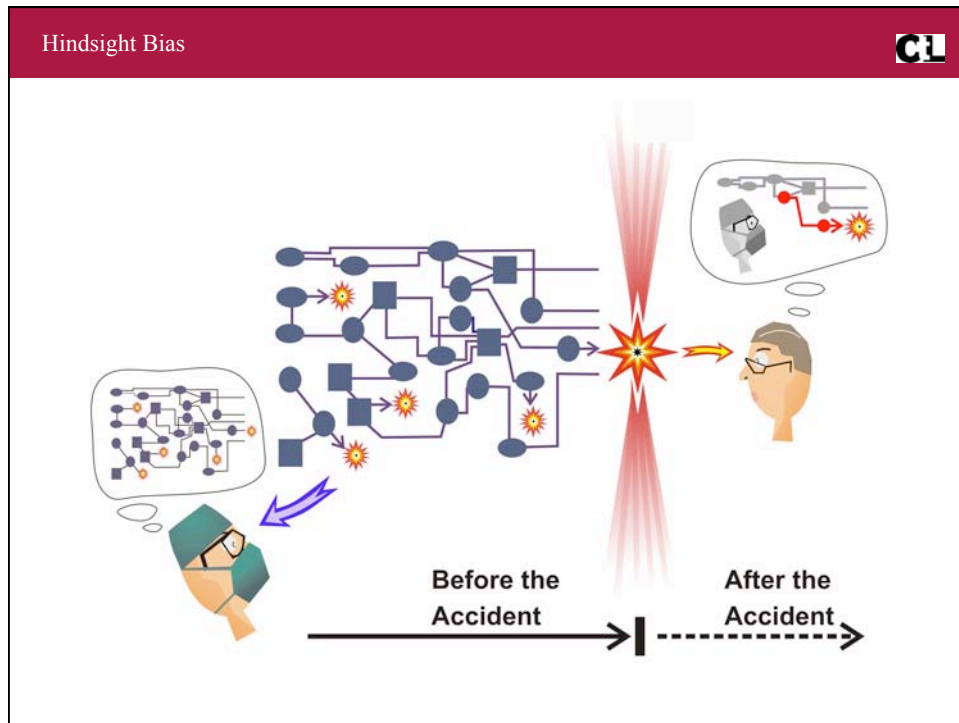 Hindsight Bias
CtL
Before the
Accident
After the
Accident